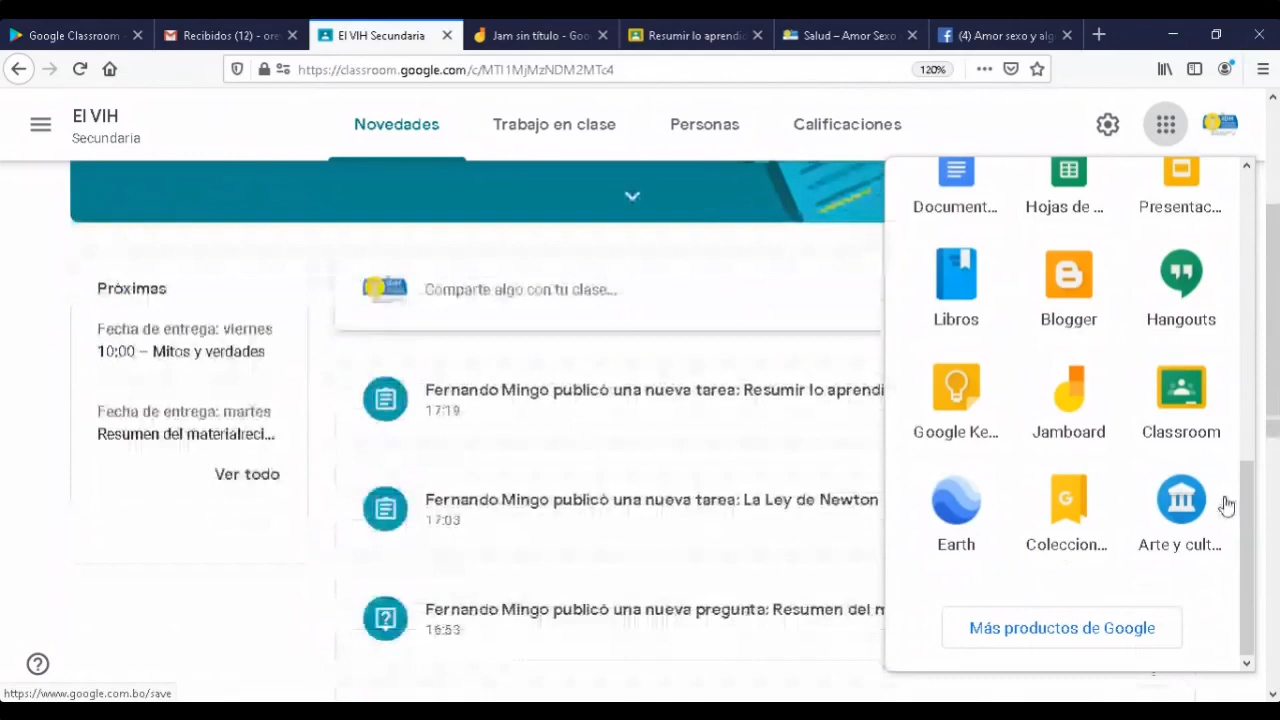 Google Classroom
Recibidos (12) - ore
El VIH Secundaria
Jam sin título - Goo
Resumir lo aprendid
Salud – Amor Sexo
(4) Amor sexo y alg
https://classroom.google.com/c/MTI1MjMzNDM2MTc4
120%
El VIH
Secundaria
Novedades
Trabajo en clase
Personas
Calificaciones
Próximas
Fecha de entrega: viernes
10:00 – Mitos y verdades
Fecha de entrega: martes
Resumen del material reci...
Ver todo
Comparte algo con tu clase...
Fernando Mingo publicó una nueva tarea: Resumir lo aprendi
17:19
Fernando Mingo publicó una nueva tarea: La Ley de Newton
17:03
Fernando Mingo publicó una nueva pregunta: Resumen del m
16:53
Document...
Hojas de ...
Presentac...
Libros
Blogger
Hangouts
Google Ke...
Jamboard
Classroom
Earth
Coleccion...
Arte y cult...
Más productos de Google
https://www.google.com.bo/save